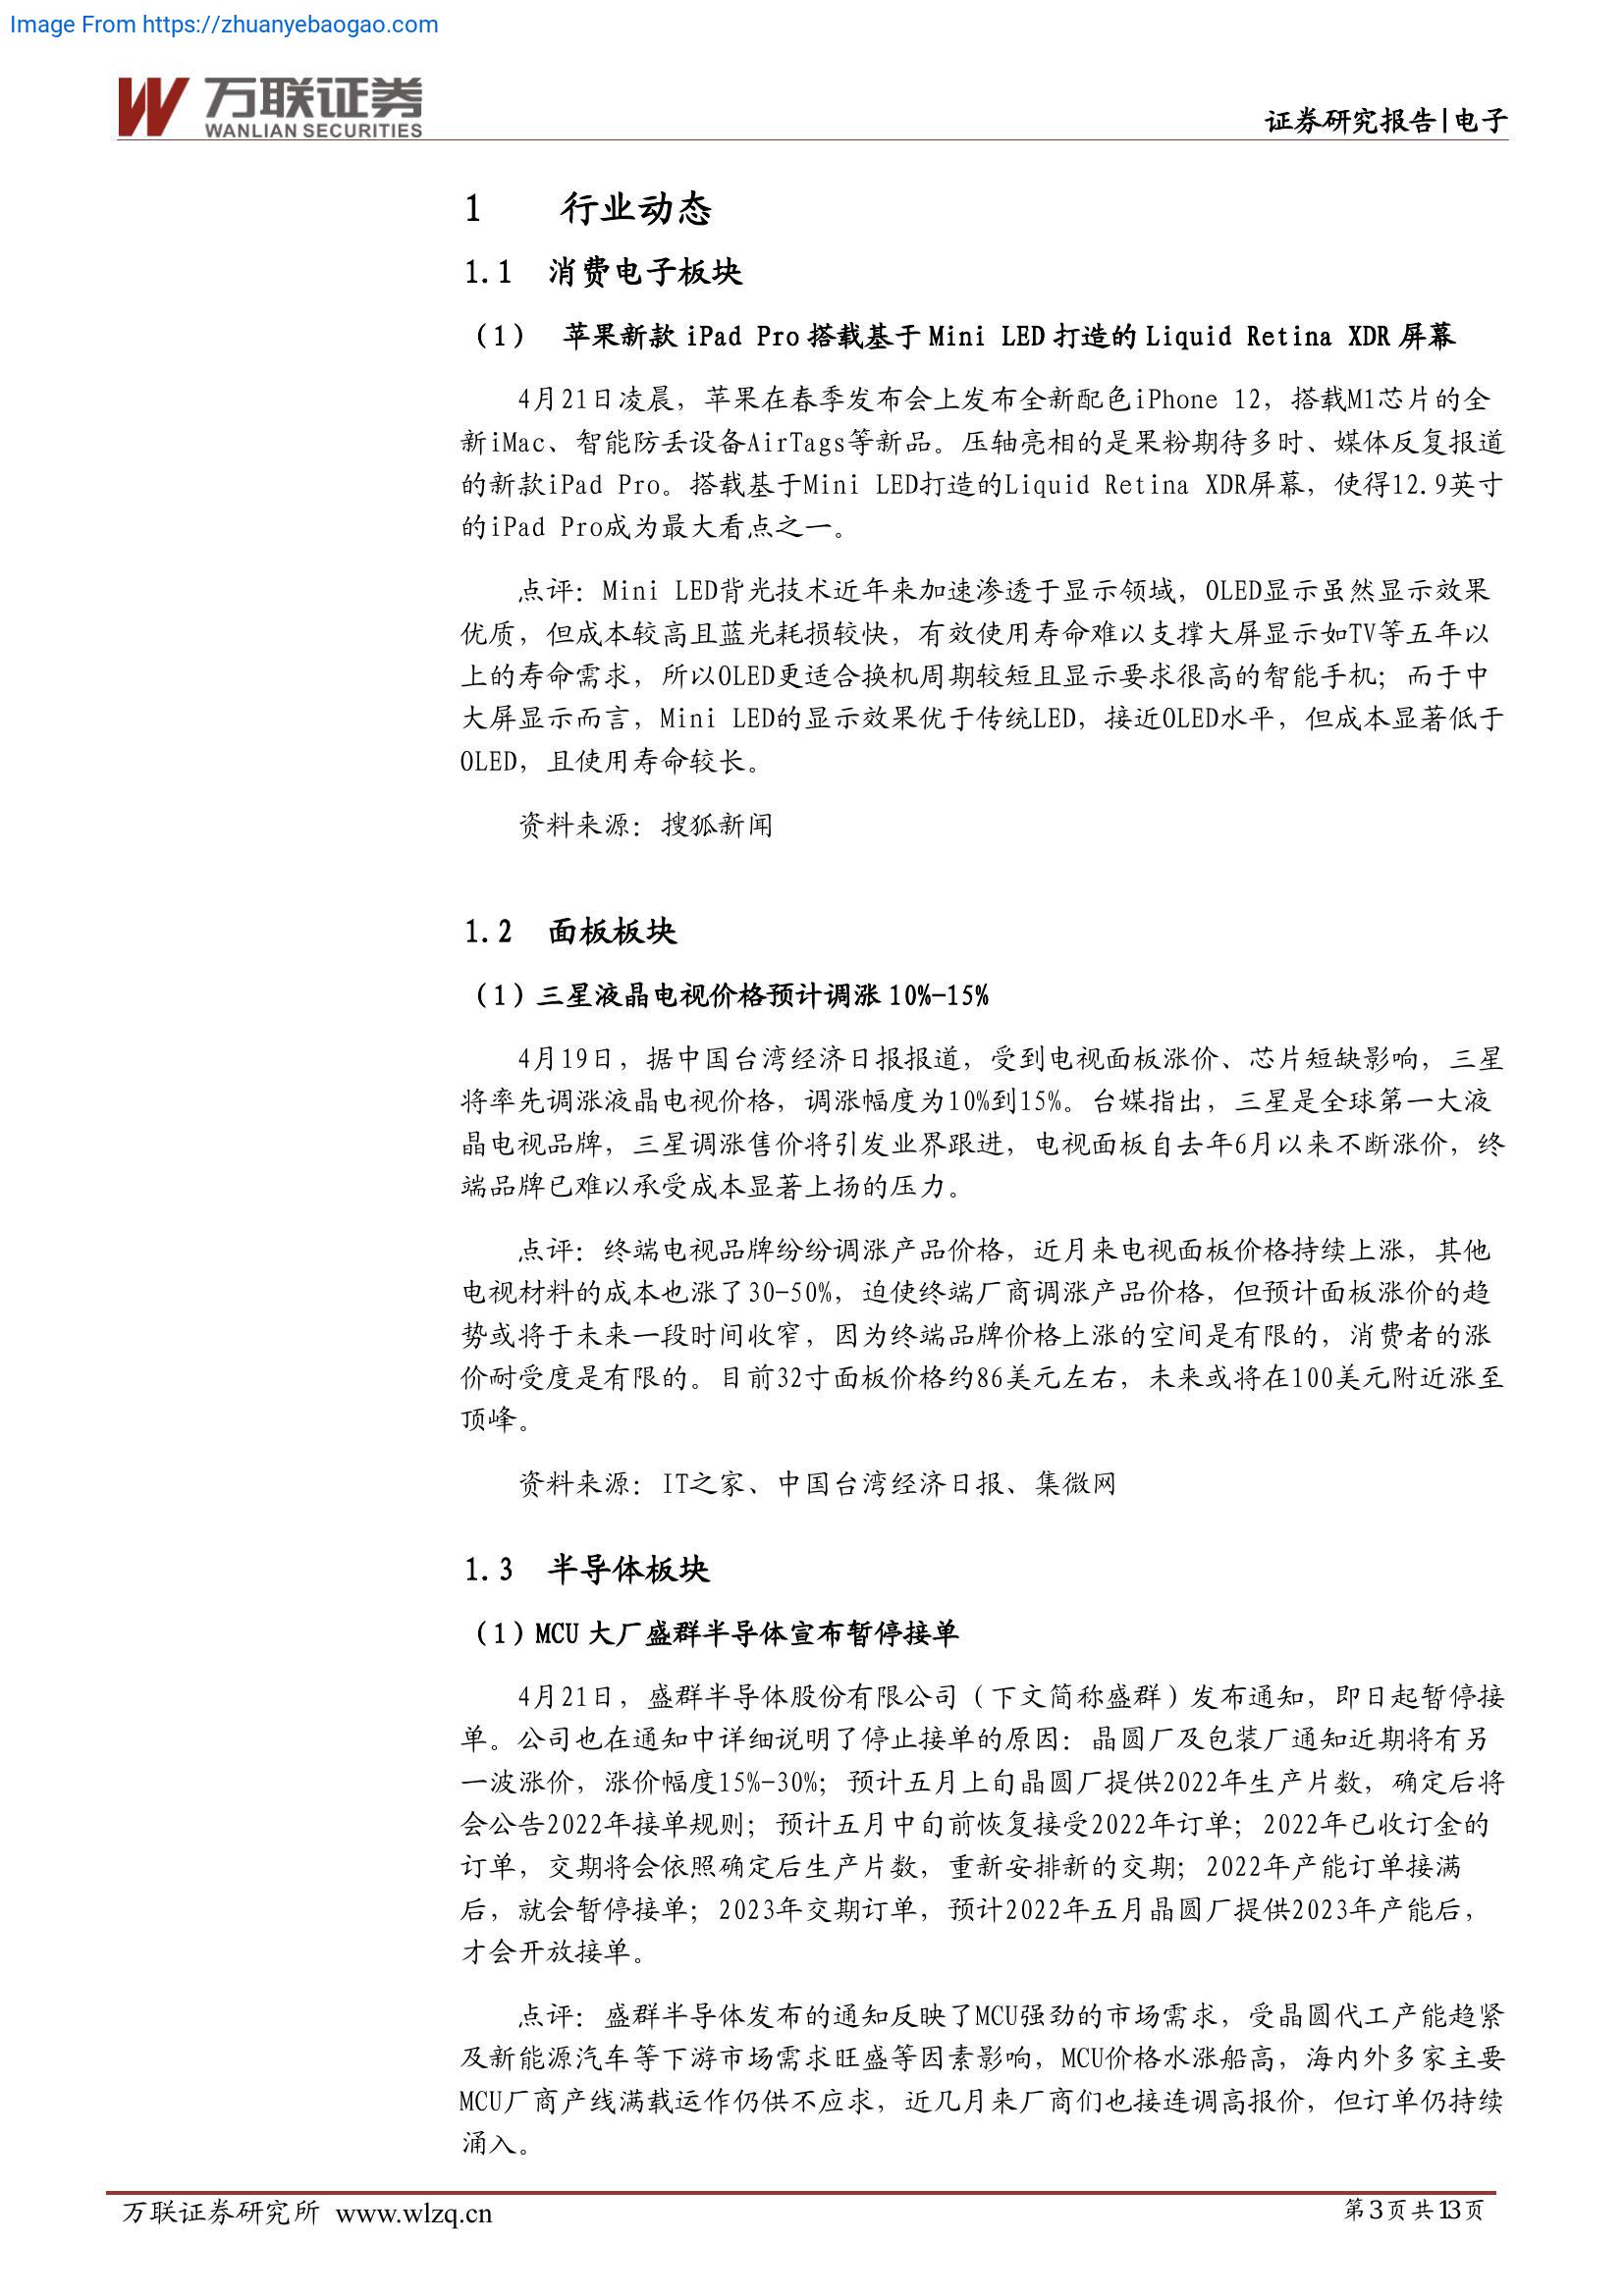 Image From https://zhuanyebaogao.com
万联证券
WANLIAN SECURITIES
证券研究报告|电子
1 行业动态
1.1 消费电子板块
（1） 苹果新款 iPad Pro 搭载基于 Mini LED 打造的 Liquid Retina XDR 屏幕
4月21日凌晨，苹果在春季发布会上发布全新配色iPhone 12，搭载M1芯片的全
新iMac、智能防丢设备AirTags等新品。压轴亮相的是果粉期待多时、媒体反复报道
的新款iPad Pro。搭载基于Mini LED打造的Liquid Retina XDR屏幕，使得12.9英寸
的iPad Pro成为最大看点之一。
点评：Mini LED背光技术近年来加速渗透于显示领域，OLED显示虽然显示效果
优质，但成本较高且蓝光耗损较快，有效使用寿命难以支撑大屏显示如TV等五年以
上的寿命需求，所以OLED更适合换机周期较短且显示要求很高的智能手机；而于中
大屏显示而言，Mini LED的显示效果优于传统LED，接近OLED水平，但成本显著低于
OLED，且使用寿命较长。
资料来源：搜狐新闻
1.2 面板板块
（1）三星液晶电视价格预计调涨 10%-15%
4月19日，据中国台湾经济日报报道，受到电视面板涨价、芯片短缺影响，三星
将率先调涨液晶电视价格，调涨幅度为10%到15%。台媒指出，三星是全球第一大液
晶电视品牌，三星调涨售价将引发业界跟进，电视面板自去年6月以来不断涨价，终
端品牌已难以承受成本显著上扬的压力。
点评：终端电视品牌纷纷调涨产品价格，近月来电视面板价格持续上涨，其他
电视材料的成本也涨了30-50%，迫使终端厂商调涨产品价格，但预计面板涨价的趋
势或将于未来一段时间收窄，因为终端品牌价格上涨的空间是有限的，消费者的涨
价耐受度是有限的。目前32寸面板价格约86美元左右，未来或将在100美元附近涨至
顶峰。
资料来源：IT之家、中国台湾经济日报、集微网
1.3 半导体板块
（1）MCU 大厂盛群半导体宣布暂停接单
4月21日，盛群半导体股份有限公司（下文简称盛群）发布通知，即日起暂停接
单。公司也在通知中详细说明了停止接单的原因：晶圆厂及包装厂通知近期将有另
一波涨价，涨价幅度15%-30%；预计五月上旬晶圆厂提供2022年生产片数，确定后将
会公告2022年接单规则；预计五月中旬前恢复接受2022年订单；2022年已收订金的
订单，交期将会依照确定后生产片数，重新安排新的交期；2022年产能订单接满
后，就会暂停接单；2023年交期订单，预计2022年五月晶圆厂提供2023年产能后，
才会开放接单。
点评：盛群半导体发布的通知反映了MCU强劲的市场需求，受晶圆代工产能趋紧
及新能源汽车等下游市场需求旺盛等因素影响，MCU价格水涨船高，海内外多家主要
MCU厂商产线满载运作仍供不应求，近几月来厂商们也接连调高报价，但订单仍持续
涌入。
万联证券研究所 www.wlzq.cn
第3页共13页